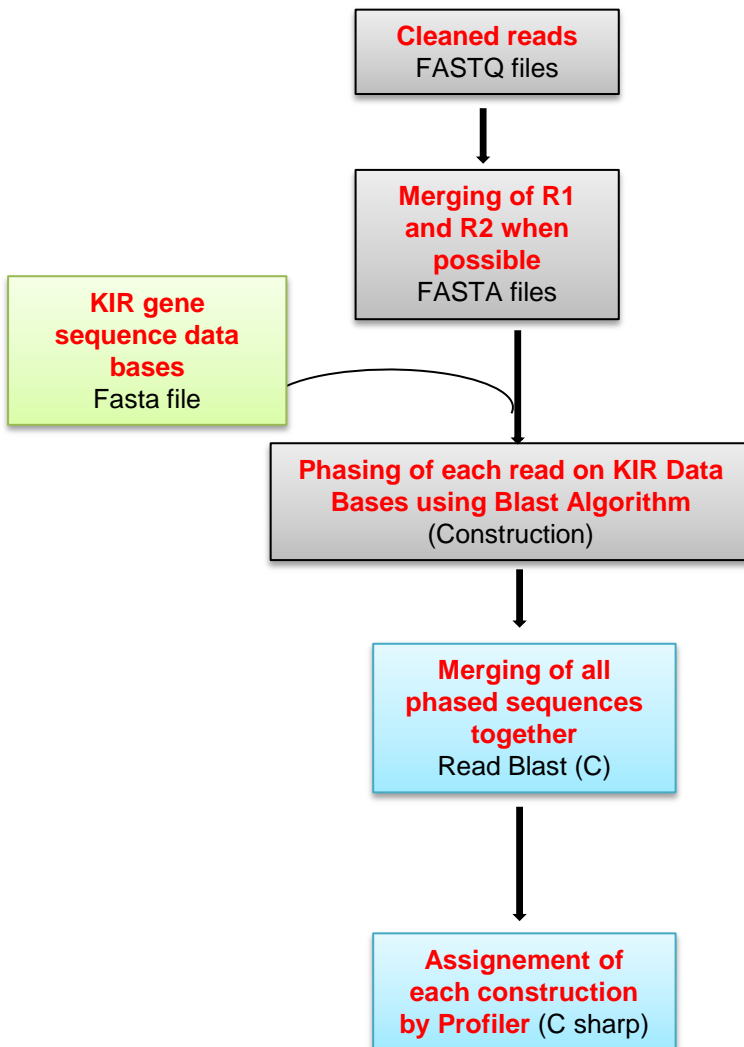 Cleaned reads
FASTQ files
Merging of R1
and R2 when
possible
FASTA files
KIR gene
sequence data
bases
Fasta file
Phasing of each read on KIR Data
Bases using Blast Algorithm
(Construction)
Merging of all
phased sequences
together
Read Blast (C)
Assignement of
each construction
by Profiler (C sharp)